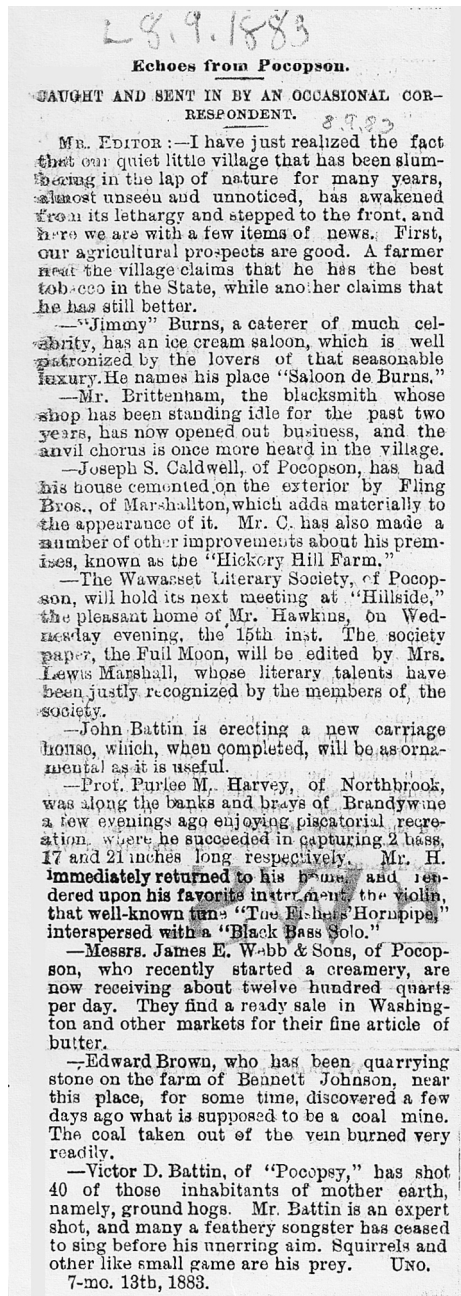 L 8.9.1883
Echoes from Pocopson.
CAUGHT AND SENT IN BY AN OCCASIONAL COR-
RESPONDENT.
8.9.83
MR. EDITOR:—I have just realized the fact
that our quiet little village that has been slum-
bering in the lap of nature for many years,
almost unseen and unnoticed, has awakened
from its lethargy and stepped to the front, and
here we are with a few items of news. First,
our agricultural prospects are good. A farmer
near the village claims that he has the best
tobacco in the State, while another claims that
he has still better.
—"Jimmy" Burns, a caterer of much cel-
ebrity, has an ice cream saloon, which is well
patronized by the lovers of that seasonable
luxury. He names his place "Saloon de Burns."
—Mr. Brittenham, the blacksmith whose
shop has been standing idle for the past two
years, has now opened out business, and the
anvil chorus is once more heard in the village.
—Joseph S. Caldwell, of Pocopson, has had
his house cemented on the exterior by Fling
Bros., of Marshallton, which adds materially to
the appearance of it. Mr. C. has also made a
number of other improvements about his prem-
ises, known as the "Hickory Hill Farm."
—The Wawasset Literary Society, of Pocop-
son, will hold its next meeting at "Hillside,"
the pleasant home of Mr. Hawkins, on Wed-
nesday evening, the 15th inst. The society
paper, the Full Moon, will be edited by Mrs.
Lewis Marshall, whose literary talents have
been justly recognized by the members of the
society.
—John Battin is erecting a new carriage
house, which, when completed, will be as orna-
mental as it is useful.
—Prof. Purlee M. Harvey, of Northbrook,
was along the banks and brays of Brandywine
a few evenings ago enjoying piscatorial recre-
ation, where he succeeded in capturing 2 bass,
17 and 21 inches long respectively. Mr. H.
immediately returned to his home, and ren-
dered upon his favorite instrument, the violin,
that well-known tune "The Fishers' Hornpipe,"
interspersed with a "Black Bass Solo."
—Messrs. James E. Webb & Sons, of Pocop-
son, who recently started a creamery, are
now receiving about twelve hundred quarts
per day. They find a ready sale in Washing-
ton and other markets for their fine article of
butter.
—Edward Brown, who has been quarrying
stone on the farm of Bennett Johnson, near
this place, for some time, discovered a few
days ago what is supposed to be a coal mine.
The coal taken out of the vein burned very
readily.
—Victor D. Battin, of "Pocopsy," has shot
40 of those inhabitants of mother earth,
namely, ground hogs. Mr. Battin is an expert
shot, and many a feathery songster has ceased
to sing before his unerring aim. Squirrels and
other like small game are his prey. UNO.
7-mo. 13th, 1883.